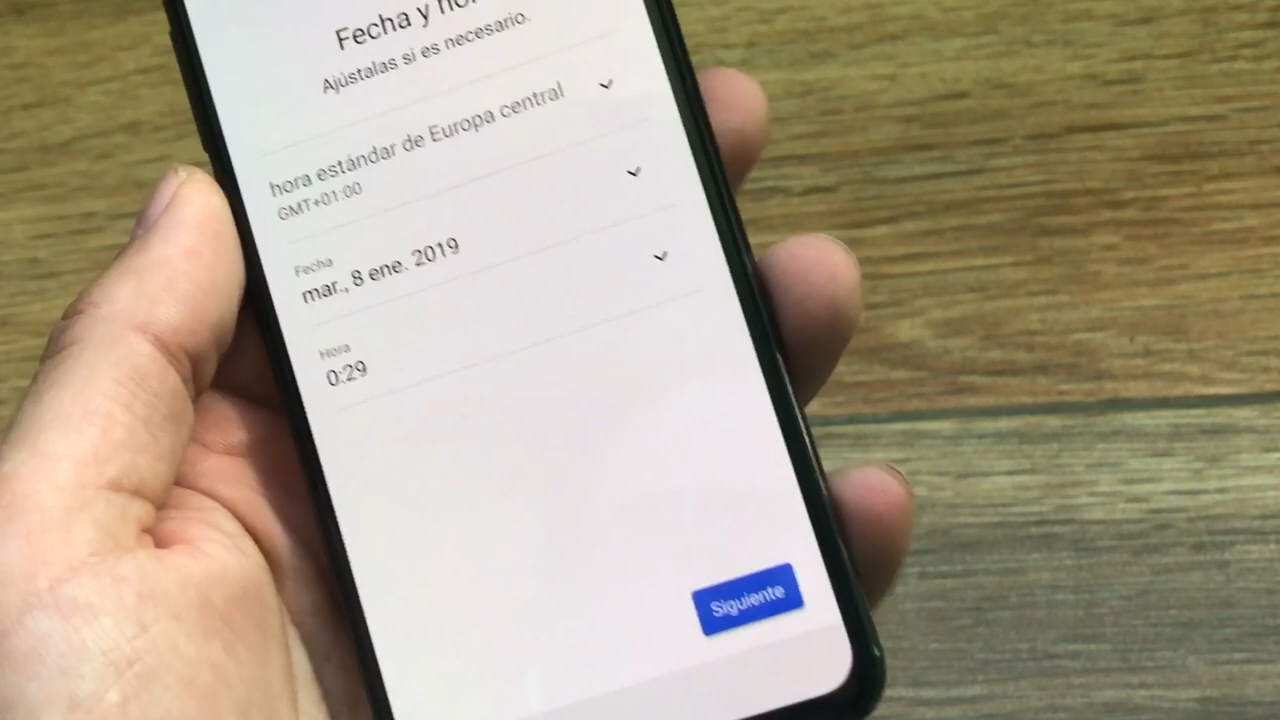 Fecha y
Ajústalas si es necesario.
hora estándar de Europa central
GMT+01:00
Fecha
mar., 8 ene. 2019
Hora
0:29
Siguiente